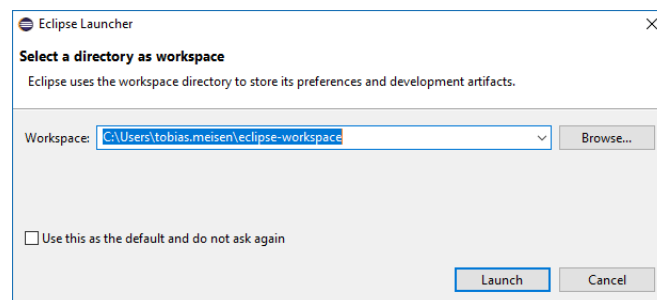 Eclipse Launcher
Select a directory as workspace
Eclipse uses the workspace directory to store its preferences and development artifacts.
Workspace: C:\Users\tobias.meisen\eclipse-workspace Browse...
Use this as the default and do not ask again
Launch Cancel